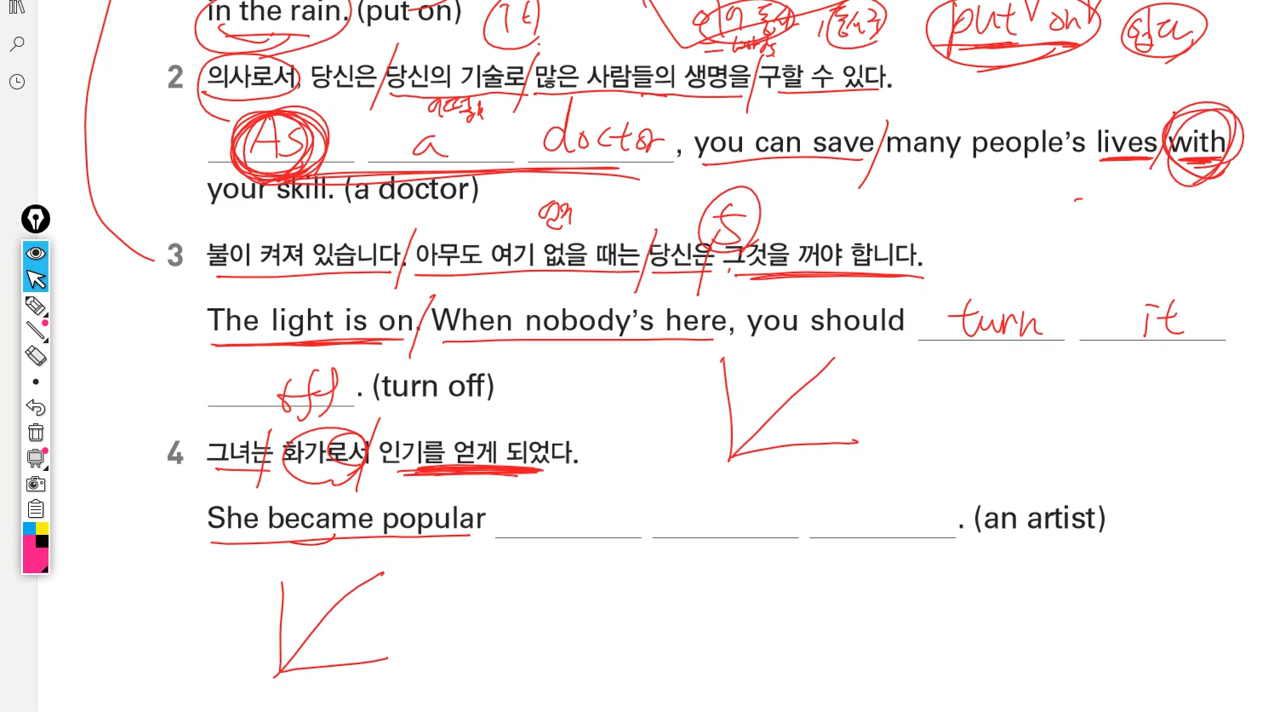 in the rain. (put on)
put on
2 의사로서, 당신은 당신의 기술로 많은 사람들의 생명을 구할 수 있다.
As a doctor, you can save many people's lives with
your skill. (a doctor)
언제
5
3 불이 켜져 있습니다. 아무도 여기 없을 때는 당신은 그것을 꺼야 합니다.
The light is on. When nobody's here, you should turn it
off. (turn off)
4 그녀는 화가로서 인기를 얻게 되었다.
She became popular . (an artist)